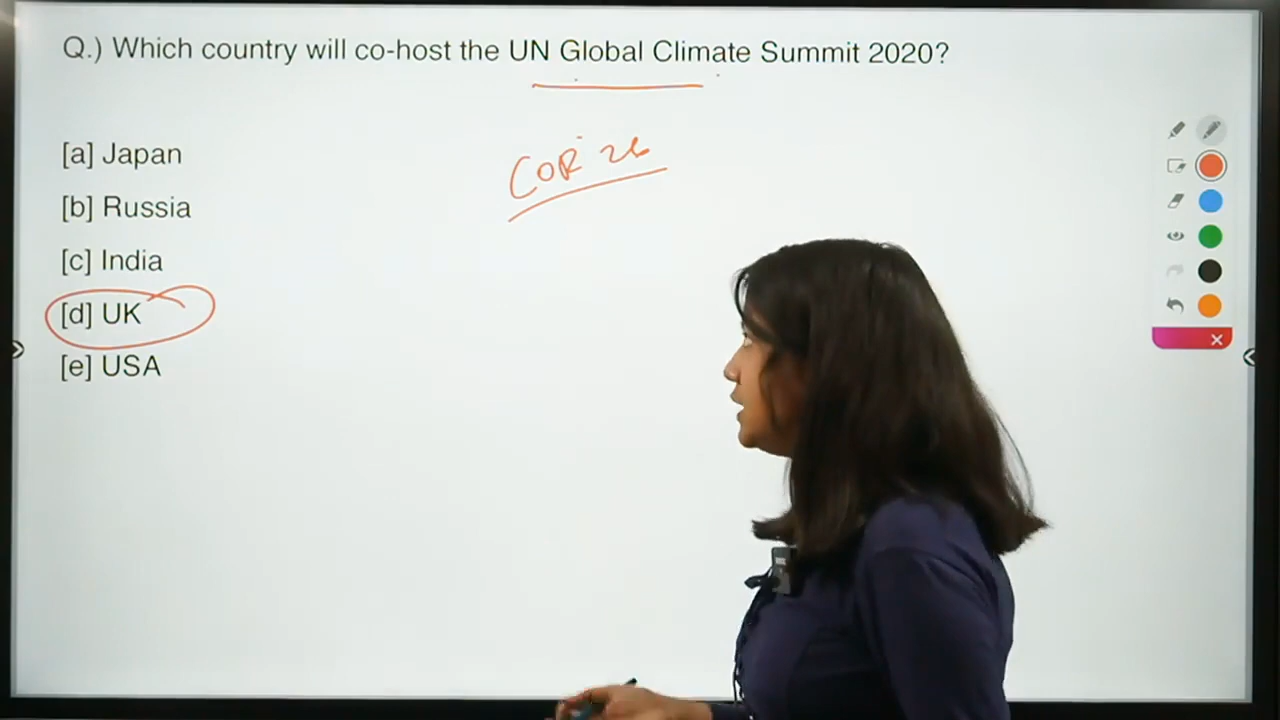 Q.) Which country will co-host the UN Global Climate Summit 2020?
COP 26
[a] Japan
[b] Russia
[c] India
[d] UK
[e] USA